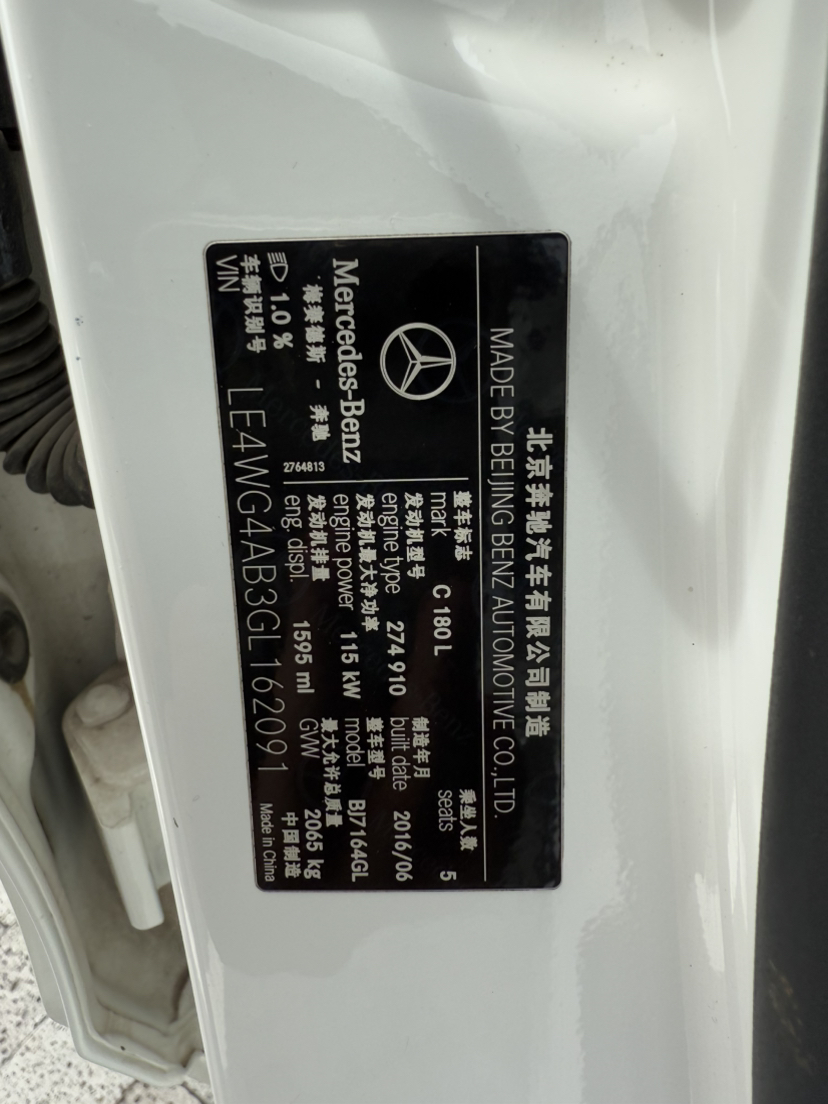 北京奔驰汽车有限公司制造
MADE BY BEIJING BENZ AUTOMOTIVE CO.,LTD.
Mercedes-Benz
梅赛德斯 - 奔驰
2764813
1.0 %
整车标志
mark C 180 L
乘坐人数
seats 5
发动机型号
engine type 274 910
制造年月
built date 2016/06
发动机最大净功率
engine power 115 kW
整车型号
model BJ7164GL
发动机排量
eng. displ. 1595 ml
最大允许总质量
GVW 2065 kg
车辆识别号
VIN LE4WG4AB3GL162091
中国制造
Made in China